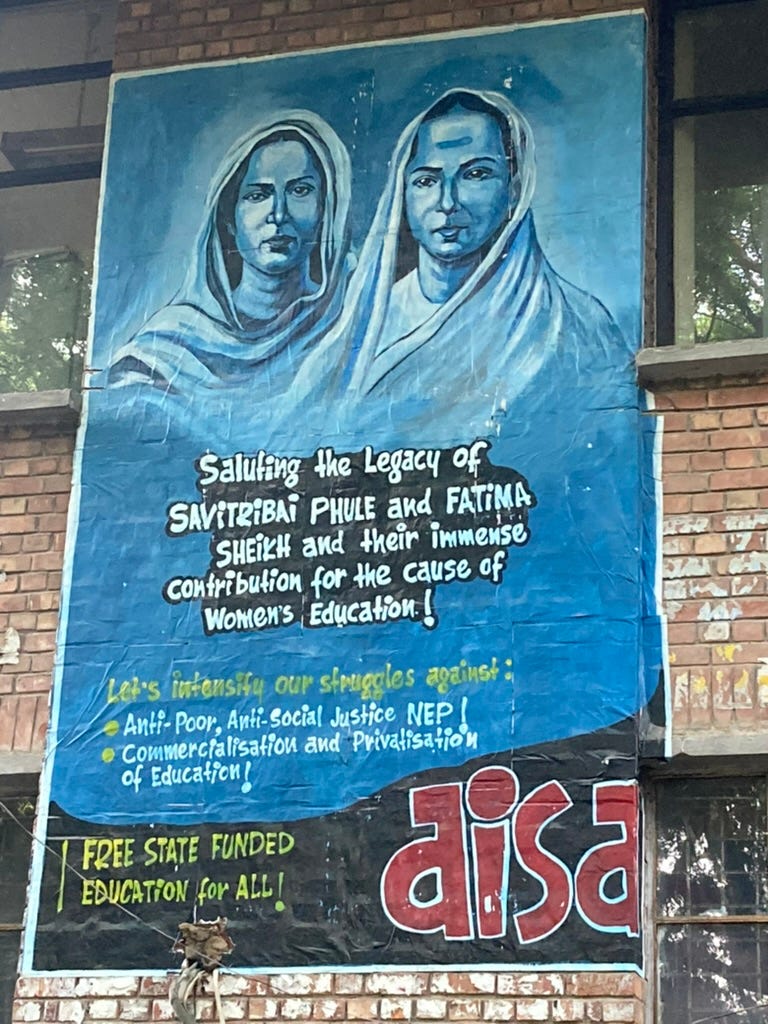 Saluting the Legacy of
SAVITRIBAI PHULE and FATIMA
SHEIKH and their immense
contribution for the cause of
Women's Education!
Let's intensify our struggles against:
Anti-Poor, Anti-Social Justice NEP!
Commercialisation and Privatisation
of Education!
FREE STATE FUNDED
EDUCATION for ALL!
aisa